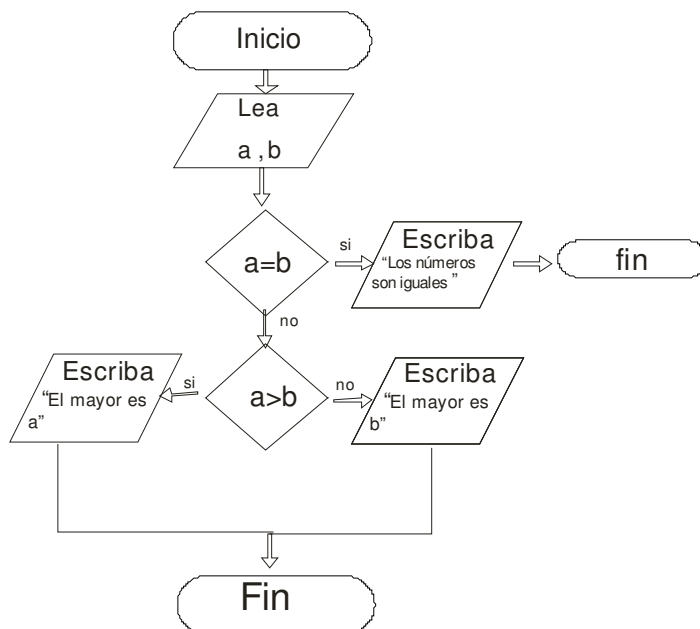 Inicio
Lea
a , b
a=b
si
Escriba
“Los números
son iguales ”
fin
no
a>b
si
Escriba
“El mayor es
a”
no
Escriba
“El mayor es
b”
Fin